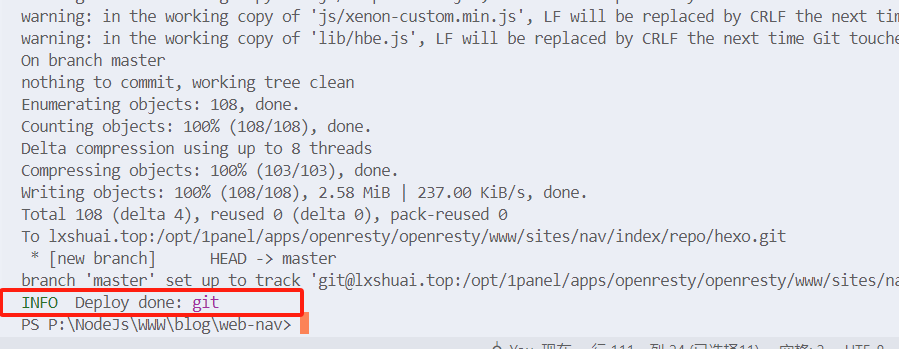 warning: in the working copy of 'js/xenon-custom.min.js', LF will be replaced by CRLF the next tim
warning: in the working copy of 'lib/hbe.js', LF will be replaced by CRLF the next time Git touche
On branch master
nothing to commit, working tree clean
Enumerating objects: 108, done.
Counting objects: 100% (108/108), done.
Delta compression using up to 8 threads
Compressing objects: 100% (103/103), done.
Writing objects: 100% (108/108), 2.58 MiB | 237.00 KiB/s, done.
Total 108 (delta 4), reused 0 (delta 0), pack-reused 0
To lxshuai.top:/opt/1panel/apps/openresty/openresty/www/sites/nav/index/repo/hexo.git
 * [new branch]      HEAD -> master
branch 'master' set up to track 'git@lxshuai.top:/opt/1panel/apps/openresty/openresty/www/sites/na
INFO  Deploy done: git
PS P:\NodeJs\WWW\blog\web-nav>